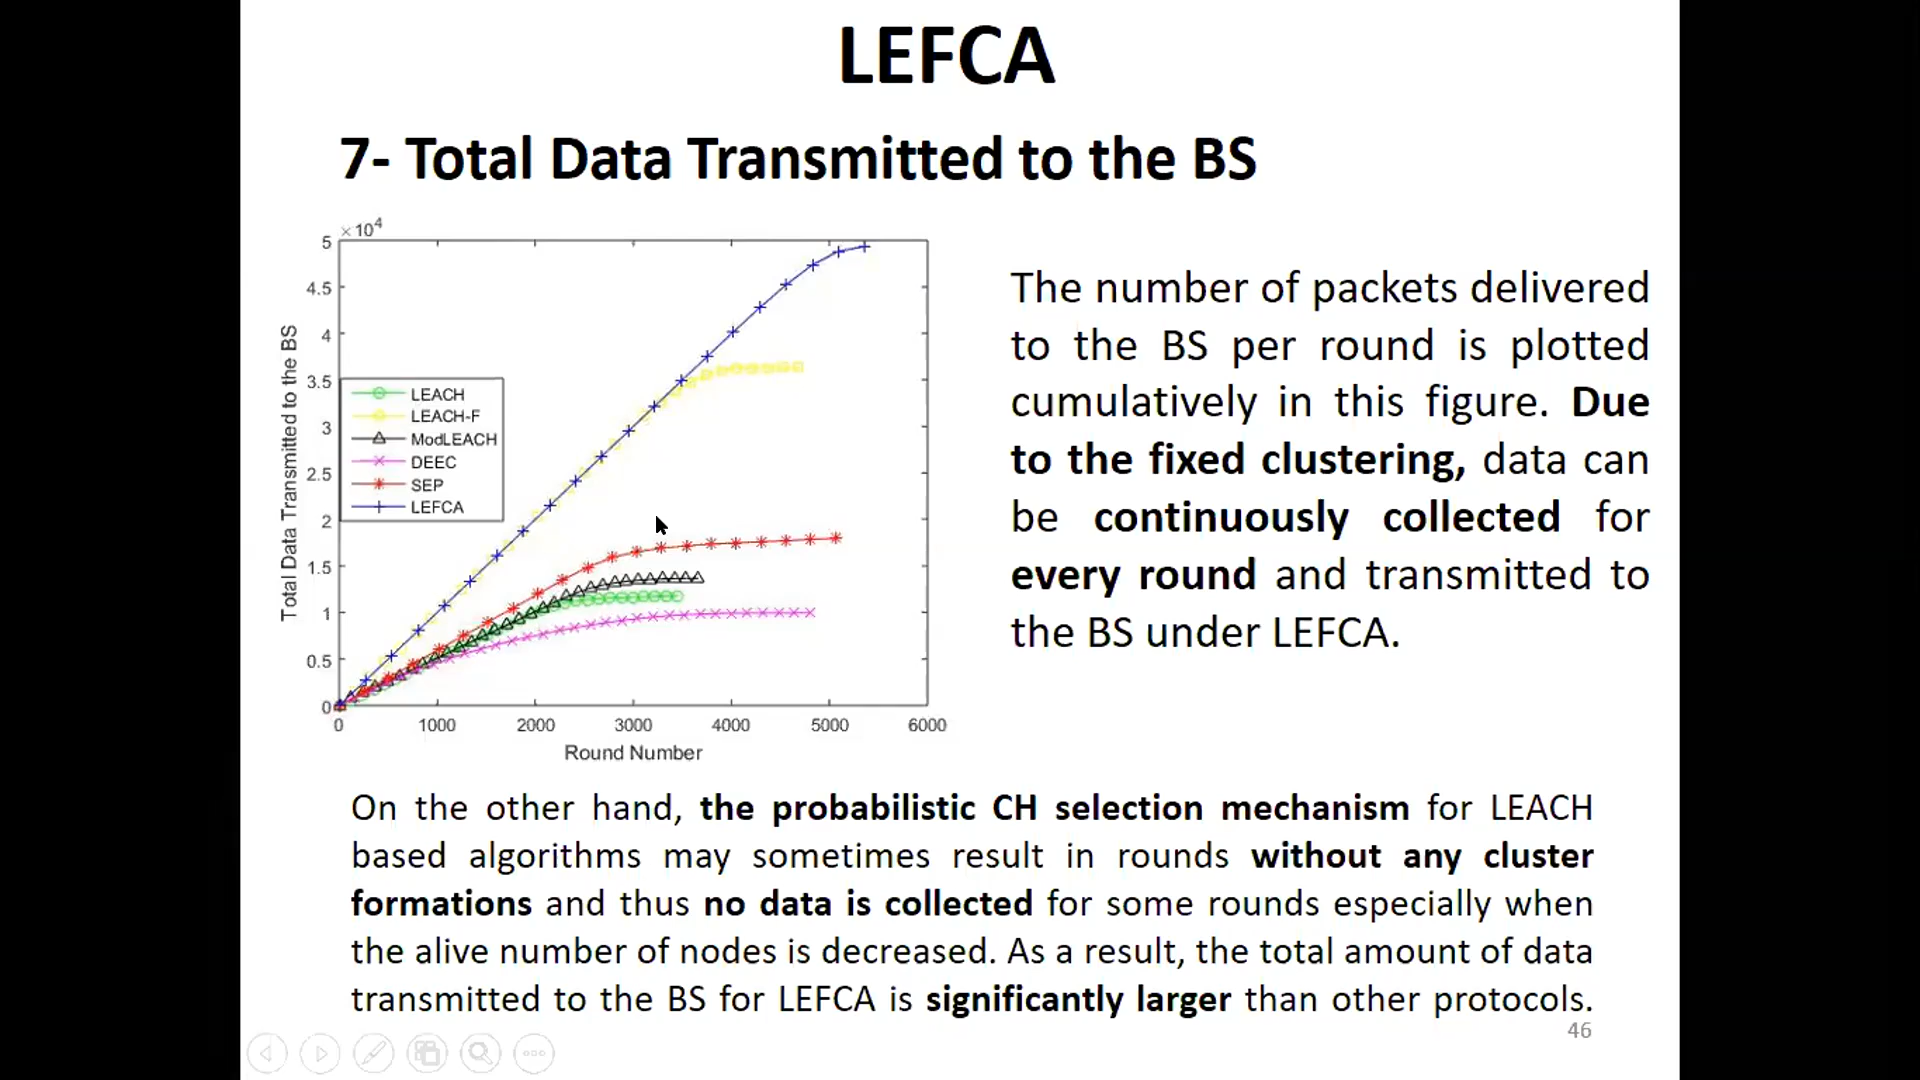 LEFCA
7- Total Data Transmitted to the BS
×10⁴
5
4.5
4
3.5
3
2.5
2
1.5
1
0.5
0
Total Data Transmitted to the BS
LEACH
LEACH-F
ModLEACH
DEEC
SEP
LEFCA
0 1000 2000 3000 4000 5000 6000
Round Number
The number of packets delivered
to the BS per round is plotted
cumulatively in this figure. Due
to the fixed clustering, data can
be continuously collected for
every round and transmitted to
the BS under LEFCA.
On the other hand, the probabilistic CH selection mechanism for LEACH
based algorithms may sometimes result in rounds without any cluster
formations and thus no data is collected for some rounds especially when
the alive number of nodes is decreased. As a result, the total amount of data
transmitted to the BS for LEFCA is significantly larger than other protocols.
46